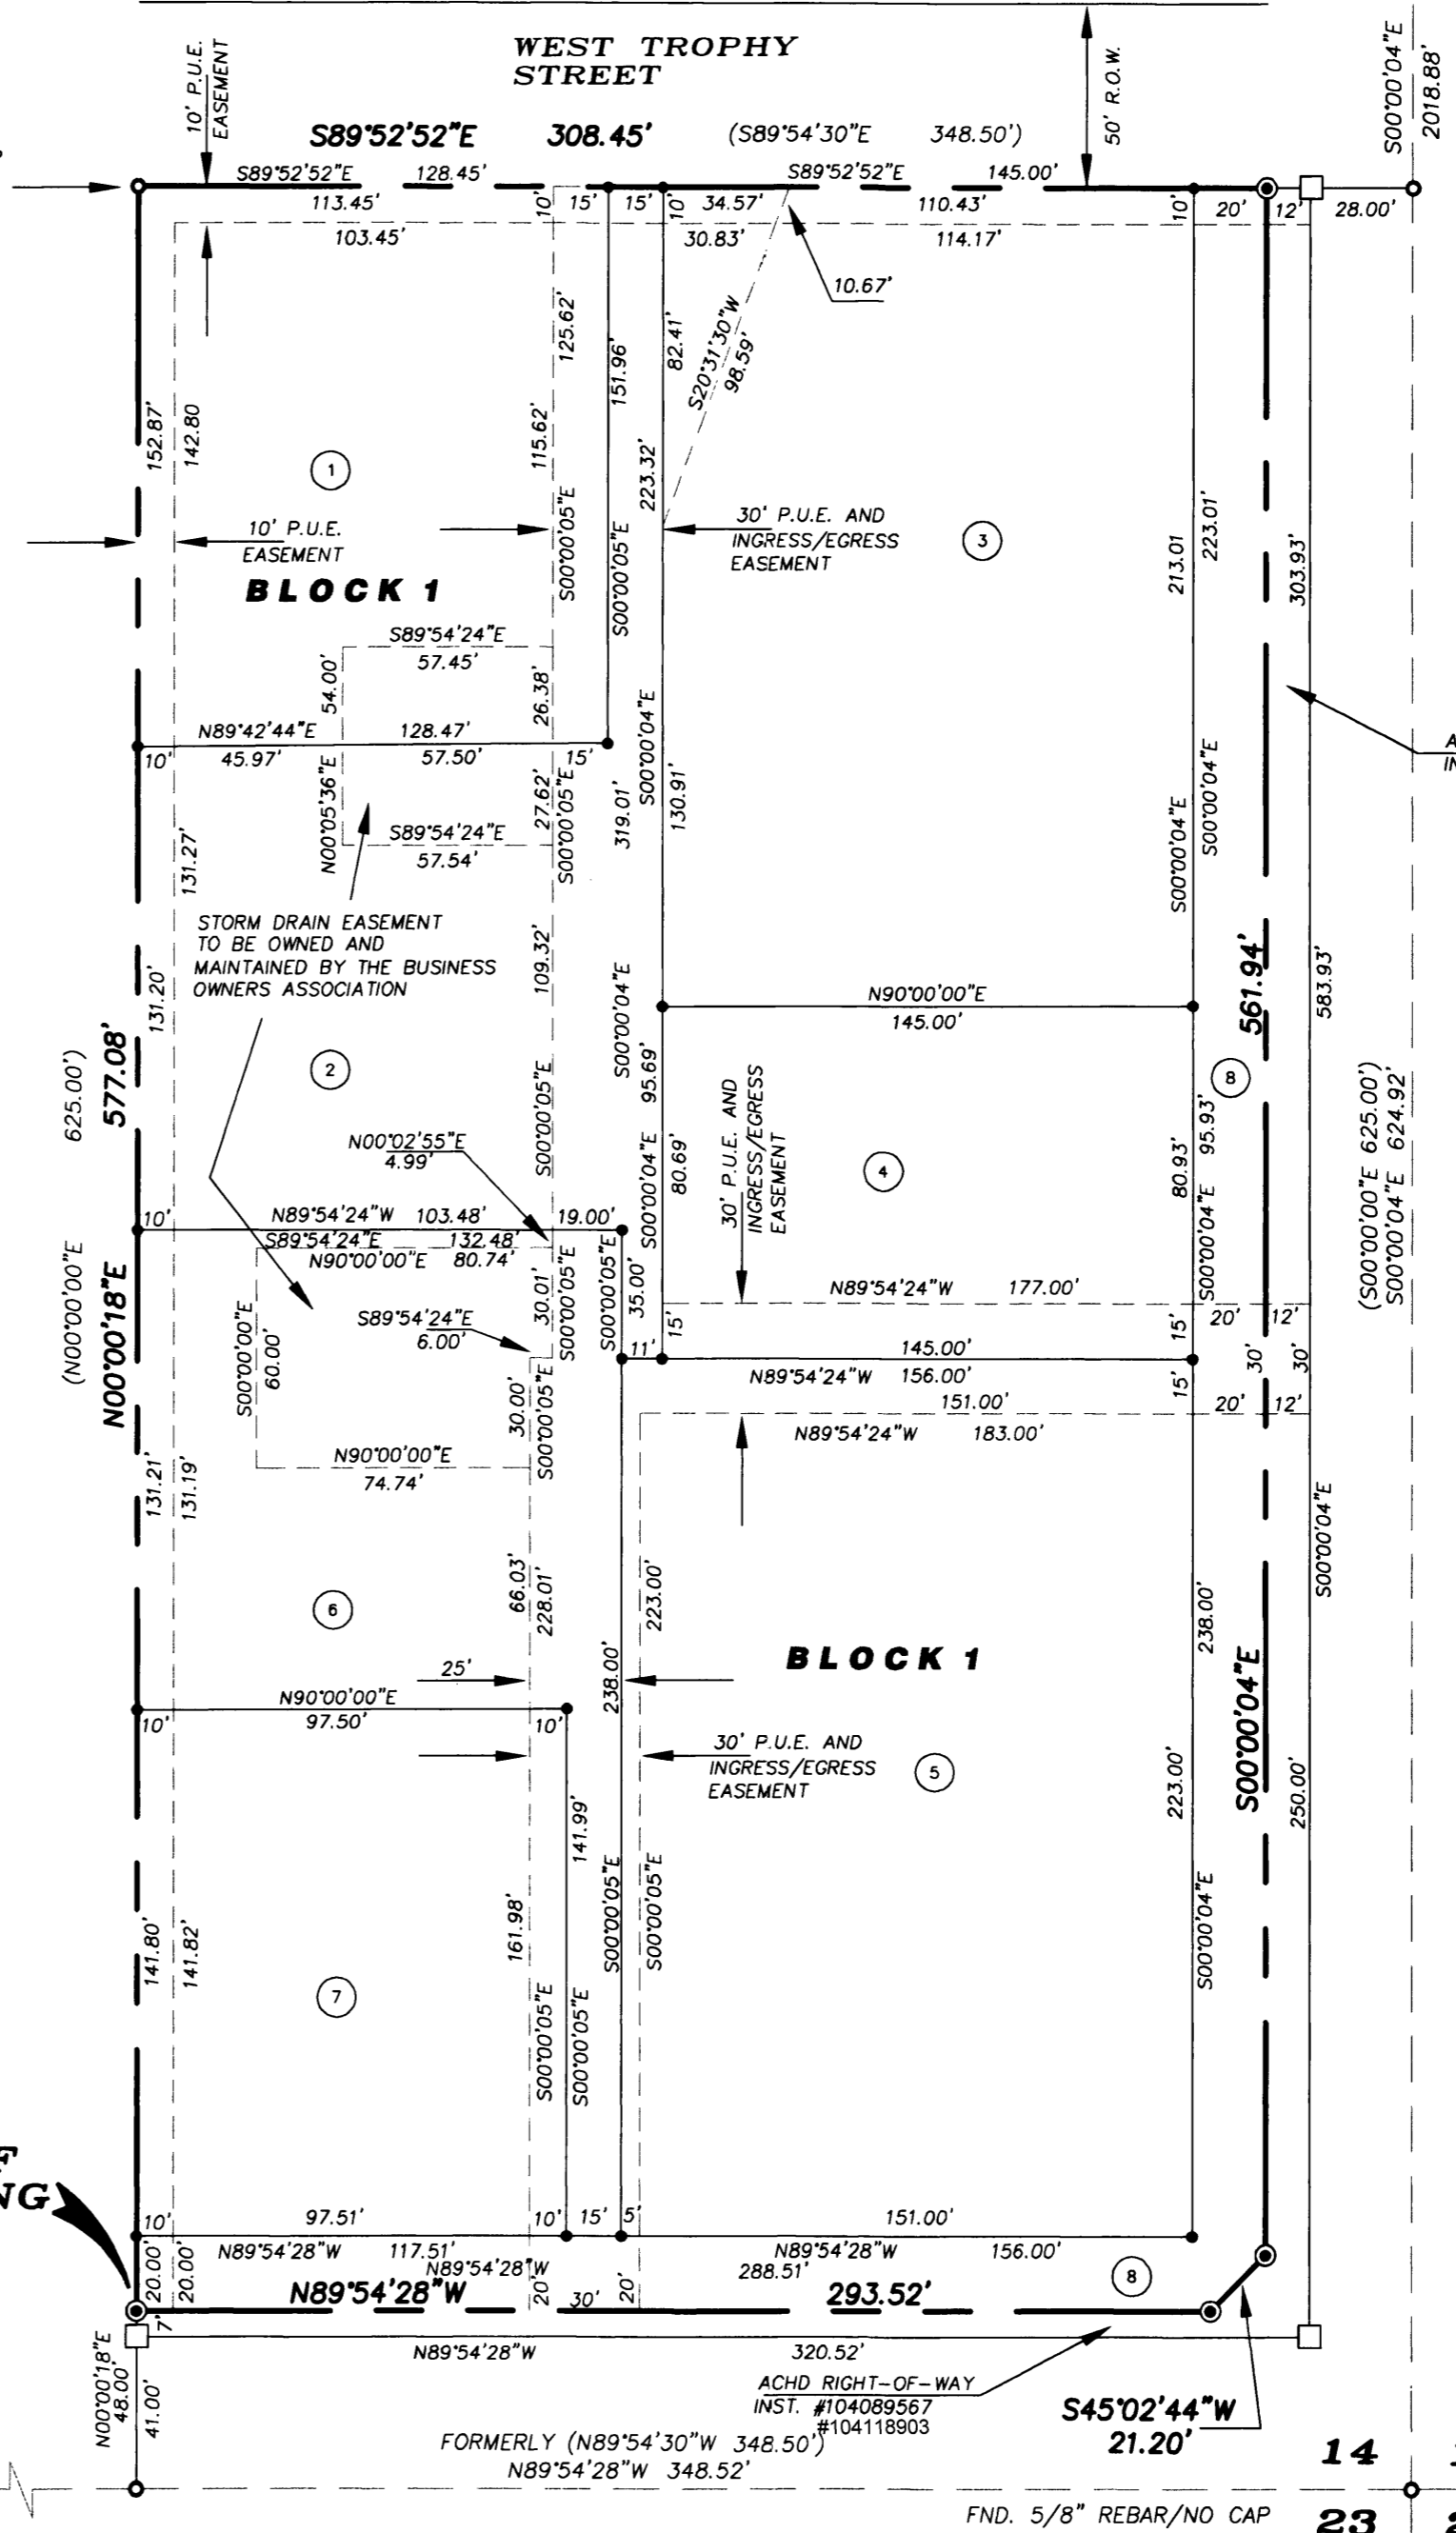 WEST TROPHY
STREET
10' P.U.E.
EASEMENT
50' R.O.W.
S00°00'04"E
2018.88'
S89°52'52"E 308.45' (S89°54'30"E 348.50')
S89°52'52"E 128.45'
S89°52'52"E 145.00'
113.45'
10'
15'
15'
10'
34.57'
110.43'
10'
20'
12'
28.00'
103.45'
30.83'
114.17'
10.67'
125.62'
151.96'
82.41'
S20°31'30"W
98.59'
152.87'
142.80
115.62'
223.32'
1
10' P.U.E.
EASEMENT
S00°00'05"E
S00°00'05"E
30' P.U.E. AND
INGRESS/EGRESS
EASEMENT
3
213.01
223.01'
303.93'
BLOCK 1
S89°54'24"E
57.45'
54.00'
26.38'
S00°00'04"E
N89°42'44"E 128.47'
10'
45.97'
57.50'
15'
N00°05'36"E
27.62'
S00°00'05"E
319.01'
130.91'
S00°00'04"E
S00°00'04"E
A
IN
S89°54'24"E
57.54'
131.27'
STORM DRAIN EASEMENT
TO BE OWNED AND
MAINTAINED BY THE BUSINESS
OWNERS ASSOCIATION
109.32'
131.20'
S00°00'04"E
N90°00'00"E
145.00'
561.94'
583.93'
625.00')
577.08'
2
S00°00'05"E
95.69'
30' P.U.E. AND
INGRESS/EGRESS
EASEMENT
8
95.93'
(S00°00'00"E 625.00')
S00°00'04"E 624.92'
N00°02'55"E
4.99'
S00°00'04"E
80.69'
4
80.93'
S00°00'04"E
10'
N89°54'24"W 103.48'
19.00'
S89°54'24"E 132.48'
N90°00'00"E 80.74'
(N00°00'00"E
N00°00'18"E
S00°00'00"E
60.00'
S89°54'24"E
6.00'
30.01'
S00°00'05"E
S00°00'05"E
35.00'
N89°54'24"W 177.00'
15'
15'
20'
12'
11'
145.00'
30'
30'
N89°54'24"W 156.00'
15'
151.00'
20'
12'
N89°54'24"W 183.00'
30.00'
S00°00'05"E
N90°00'00"E
74.74'
131.21'
131.19'
S00°00'04"E
66.03'
228.01'
223.00'
6
238.00'
238.00'
BLOCK 1
25'
N90°00'00"E
10'
97.50'
10'
S00°00'04"E
30' P.U.E. AND
INGRESS/EGRESS
EASEMENT
5
223.00'
250.00'
141.99'
S00°00'05"E
S00°00'05"E
S00°00'04"E
141.80'
141.82'
161.98'
7
S00°00'05"E
S00°00'05"E
F
NG
10'
97.51'
10'
15'
5'
151.00'
N89°54'28"W 117.51'
N89°54'28"W 156.00'
20.00'
20.00'
N89°54'28"W 288.51'
8
N89°54'28"W 293.52'
20'
30'
20'
7'
N89°54'28"W 320.52'
N00°00'18"E
48.00'
41.00'
ACHD RIGHT-OF-WAY
INST. #104089567
#104118903
S45°02'44"W
21.20'
FORMERLY (N89°54'30"W 348.50')
N89°54'28"W 348.52'
14
FND. 5/8" REBAR/NO CAP
23